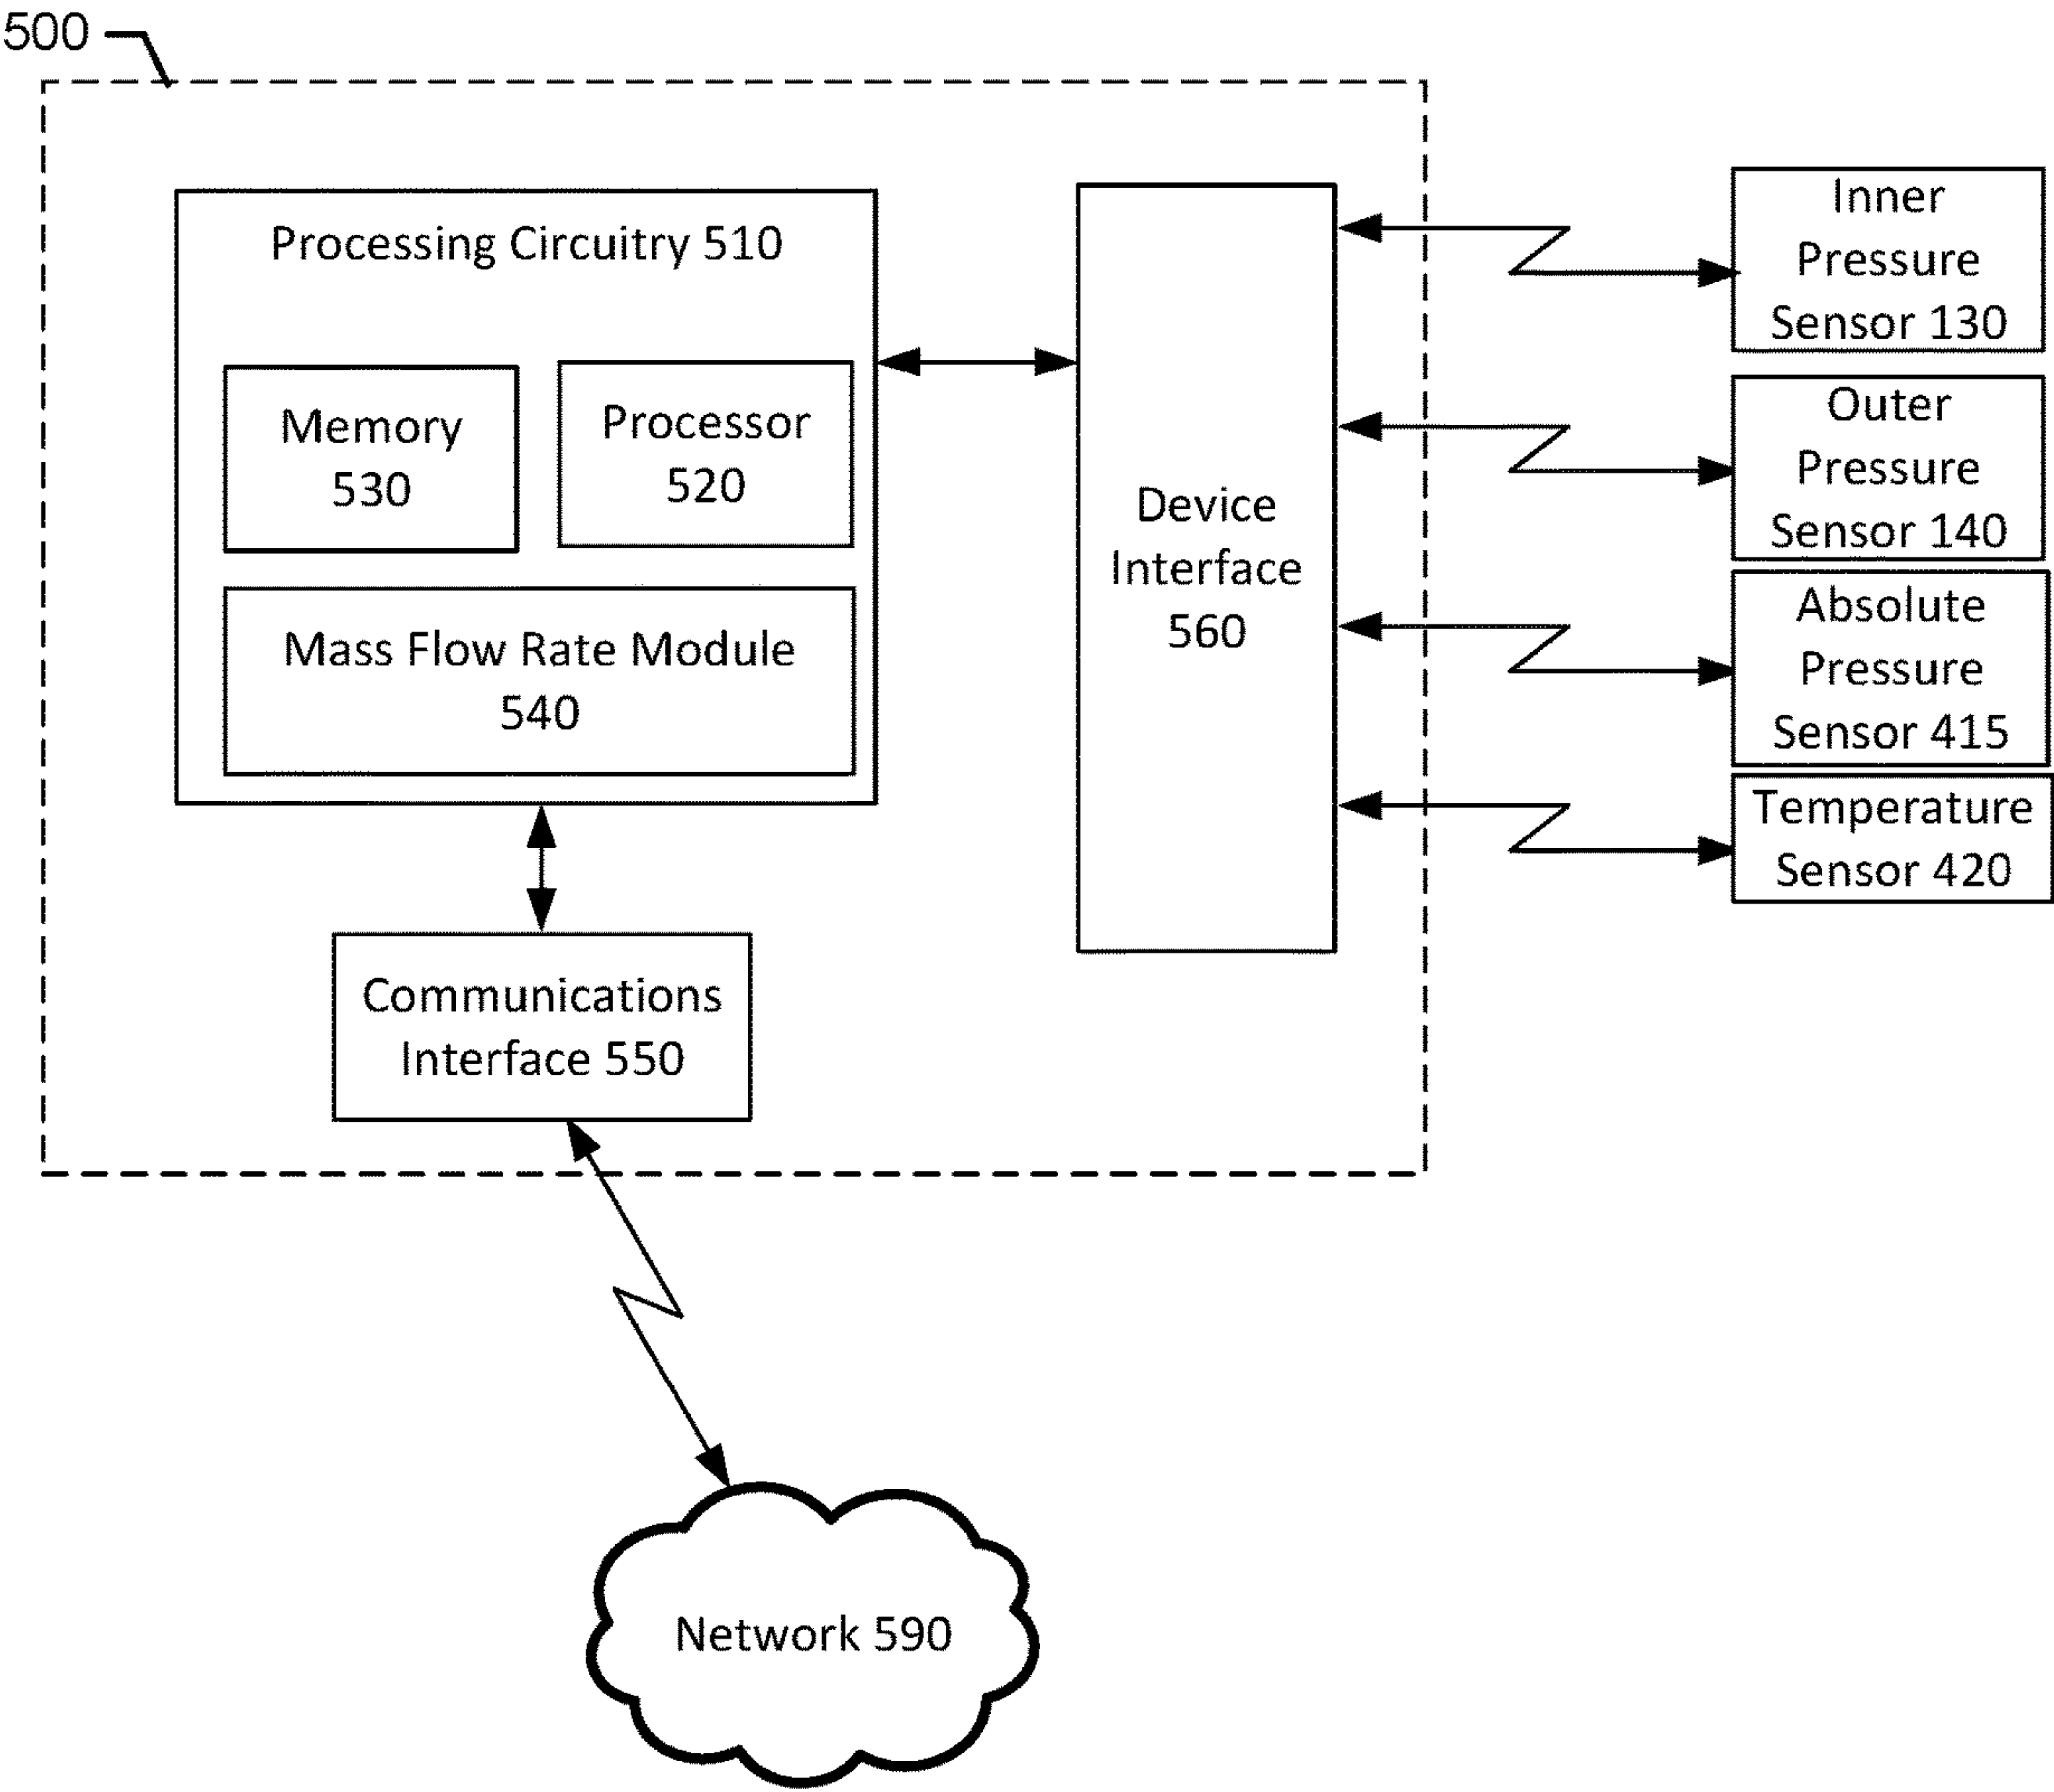 500
Processing Circuitry 510
Memory
530
Processor
520
Mass Flow Rate Module
540
Communications
Interface 550
Device
Interface
560
Inner
Pressure
Sensor 130
Outer
Pressure
Sensor 140
Absolute
Pressure
Sensor 415
Temperature
Sensor 420
Network 590